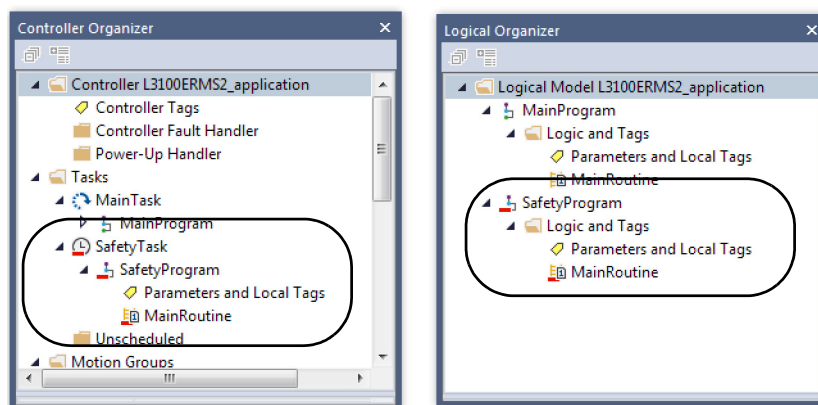 Controller Organizer
Controller L3100ERMS2_application
Controller Tags
Controller Fault Handler
Power-Up Handler
Tasks
MainTask
MainProgram
SafetyTask
SafetyProgram
Parameters and Local Tags
MainRoutine
Unscheduled
Motion Groups
Logical Organizer
Logical Model L3100ERMS2_application
MainProgram
Logic and Tags
Parameters and Local Tags
MainRoutine
SafetyProgram
Logic and Tags
Parameters and Local Tags
MainRoutine